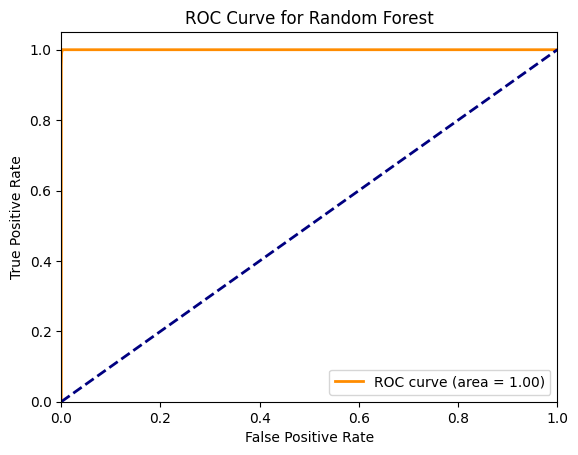 ROC Curve for Random Forest
True Positive Rate
1.0
0.8
0.6
0.4
0.2
0.0
ROC curve (area = 1.00)
0.0 0.2 0.4 0.6 0.8 1.0
False Positive Rate